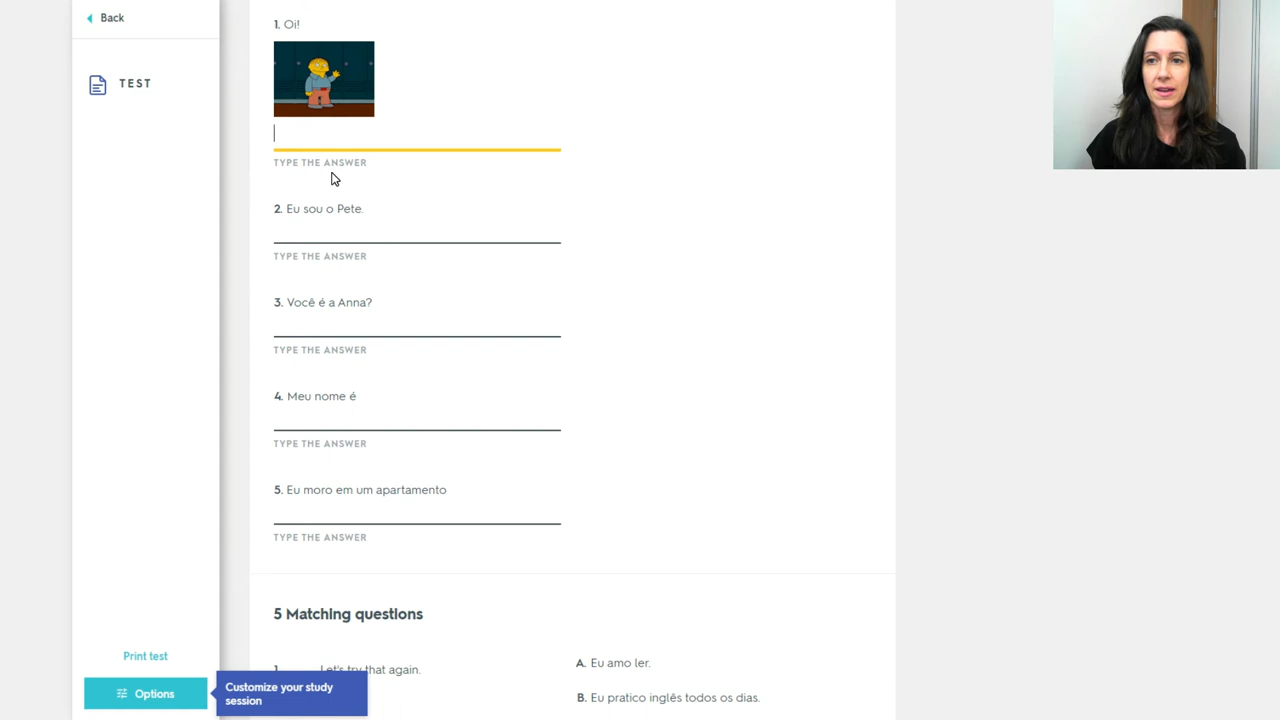 Back
TEST
1. Oi!
TYPE THE ANSWER
2. Eu sou o Pete.
TYPE THE ANSWER
3. Você é a Anna?
TYPE THE ANSWER
4. Meu nome é
TYPE THE ANSWER
5. Eu moro em um apartamento
TYPE THE ANSWER
5 Matching questions
1. Let's try that again.
A. Eu amo ler.
B. Eu pratico inglês todos os dias.
Print test
Options
Customize your study
session